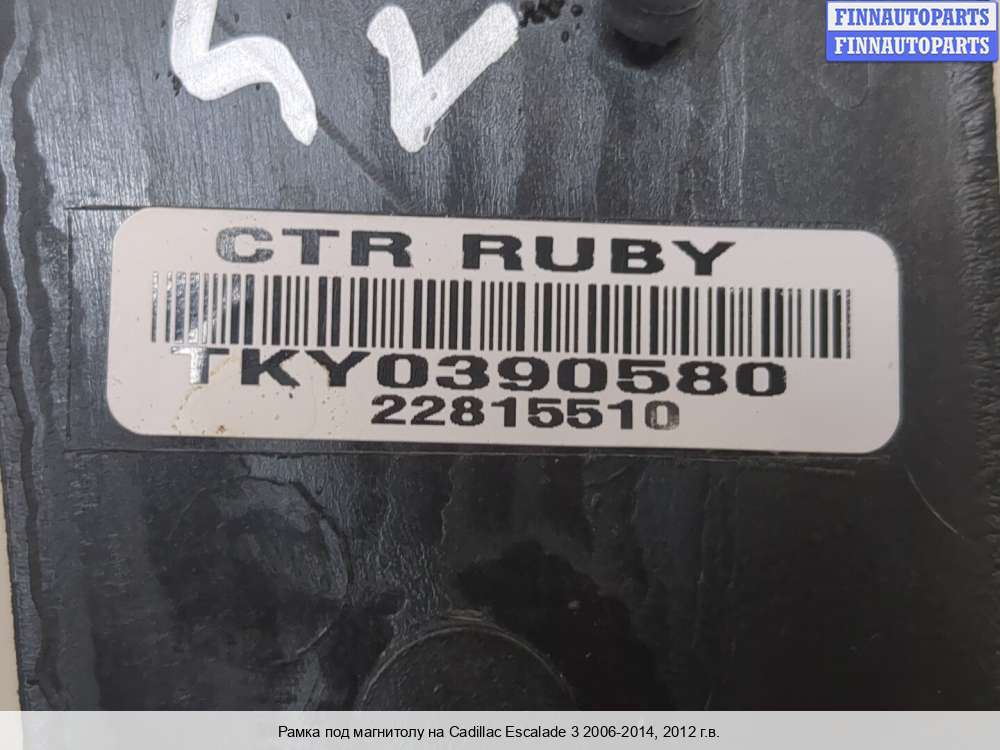 FINNAUTOPARTS
FINNAUTOPARTS
CTR RUBY
TKY0390580
22815510
Рамка под магнитолу на Cadillac Escalade 3 2006-2014, 2012 г.в.